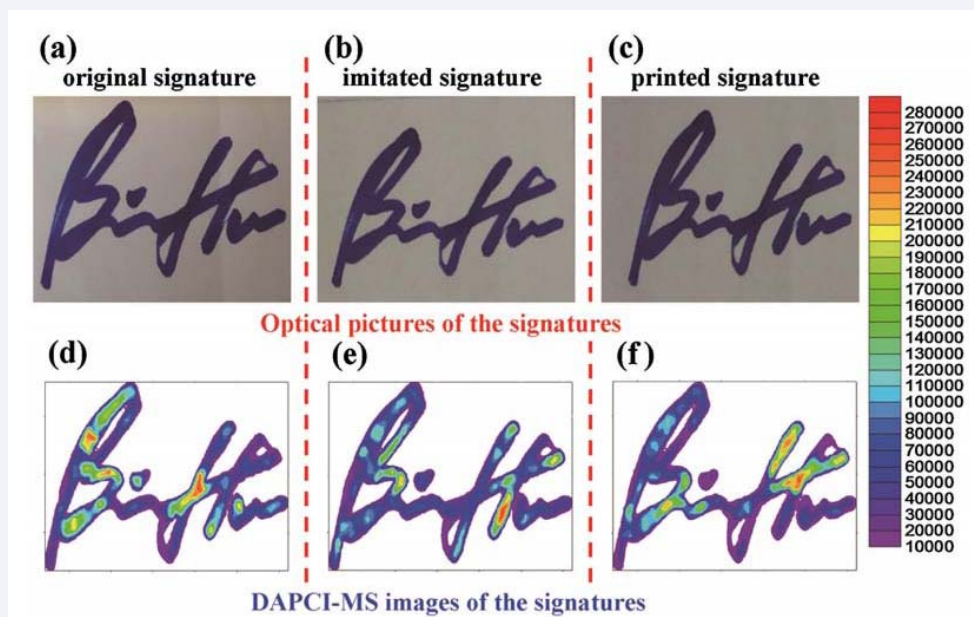 (a)
original signature
(b)
imitated signature
(c)
printed signature
Optical pictures of the signatures
(d)
(e)
(f)
DAPCI-MS images of the signatures
280000
270000
260000
250000
240000
230000
220000
210000
200000
190000
180000
170000
160000
150000
140000
130000
120000
110000
100000
90000
80000
70000
60000
50000
40000
30000
20000
10000